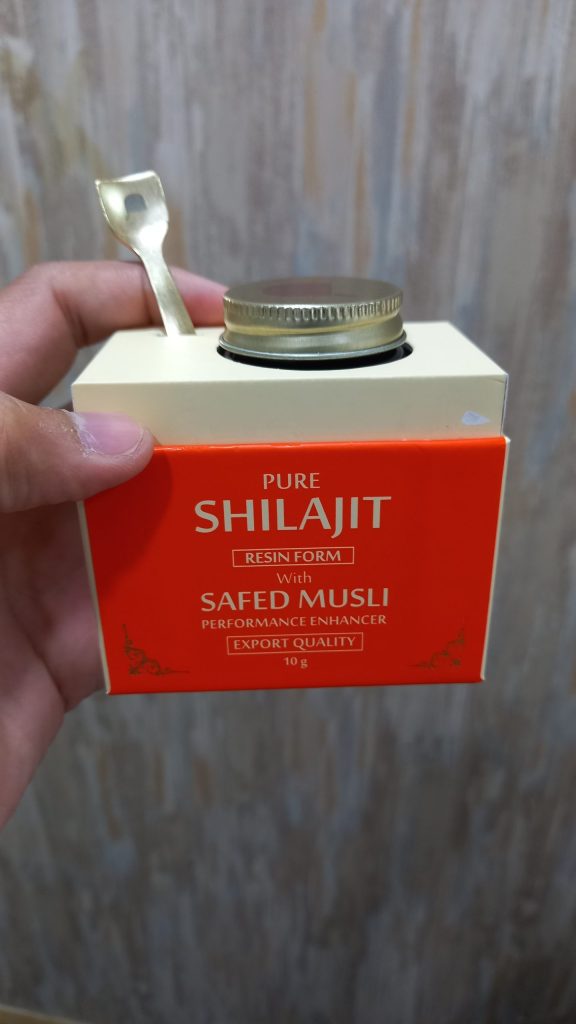 PURE
SHILAJIT
RESIN FORM
With
SAFED MUSLI
PERFORMANCE ENHANCER
EXPORT QUALITY
10 g